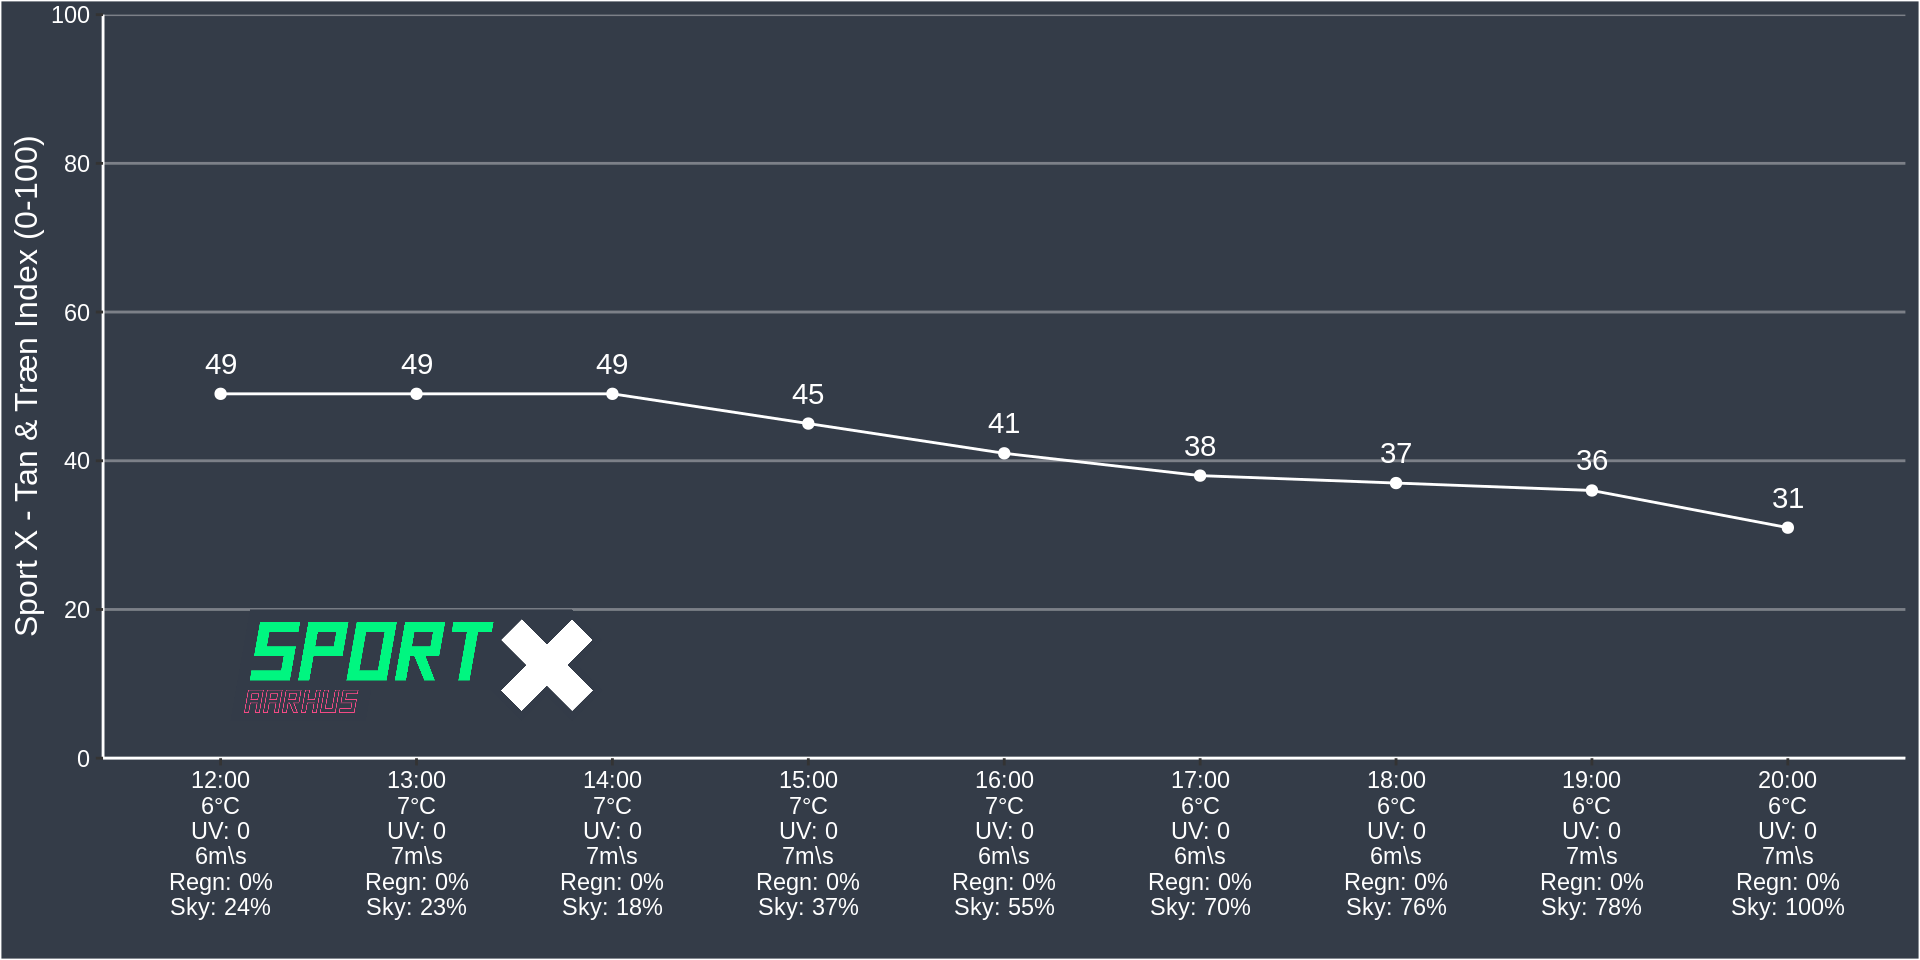 Sport X - Tan & Træn Index (0-100)
100
80
60
40
20
0
49
49
49
45
41
38
37
36
31
SPORT X
AARHUS
12:00 13:00 14:00 15:00 16:00 17:00 18:00 19:00 20:00
6°C 7°C 7°C 7°C 7°C 6°C 6°C 6°C 6°C
UV: 0 UV: 0 UV: 0 UV: 0 UV: 0 UV: 0 UV: 0 UV: 0 UV: 0
6m\s 7m\s 7m\s 7m\s 6m\s 6m\s 6m\s 7m\s 7m\s
Regn: 0% Regn: 0% Regn: 0% Regn: 0% Regn: 0% Regn: 0% Regn: 0% Regn: 0% Regn: 0%
Sky: 24% Sky: 23% Sky: 18% Sky: 37% Sky: 55% Sky: 70% Sky: 76% Sky: 78% Sky: 100%